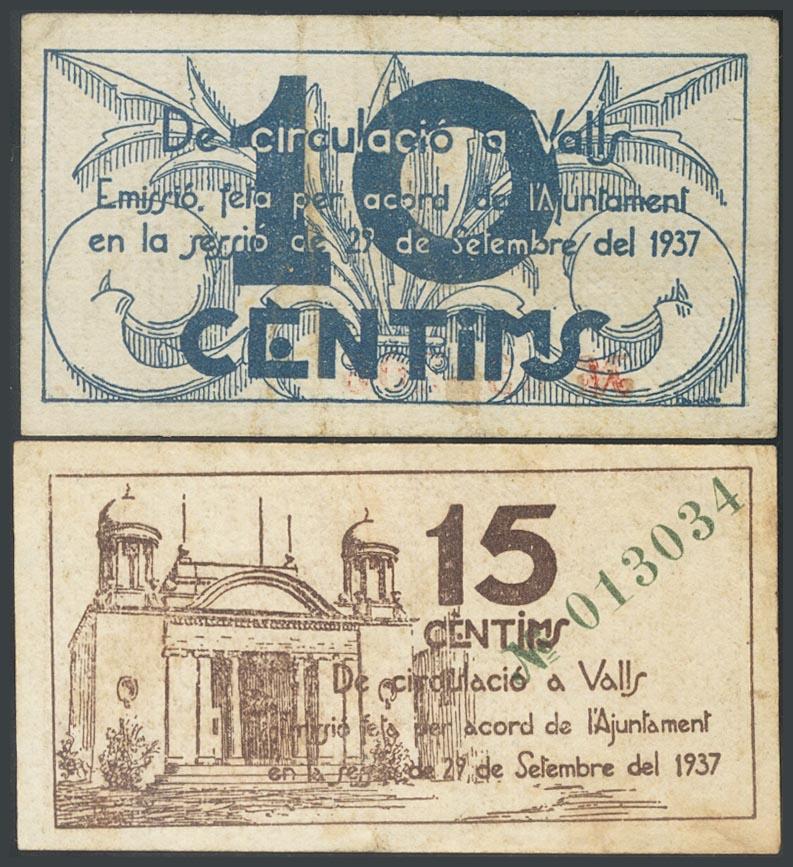 10
De circulació a Valls
Emissió, feta per acord de l'Ajuntament
en la sessió de 29 de Setembre del 1937
CÈNTIMS
15
CÈNTIMS
Nº 013034
De circulació a Valls
Emissió feta per acord de l'Ajuntament
en la sessió de 29, de Setembre del 1937